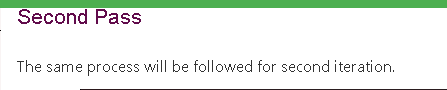 Second Pass
The same process will be followed for second iteration.